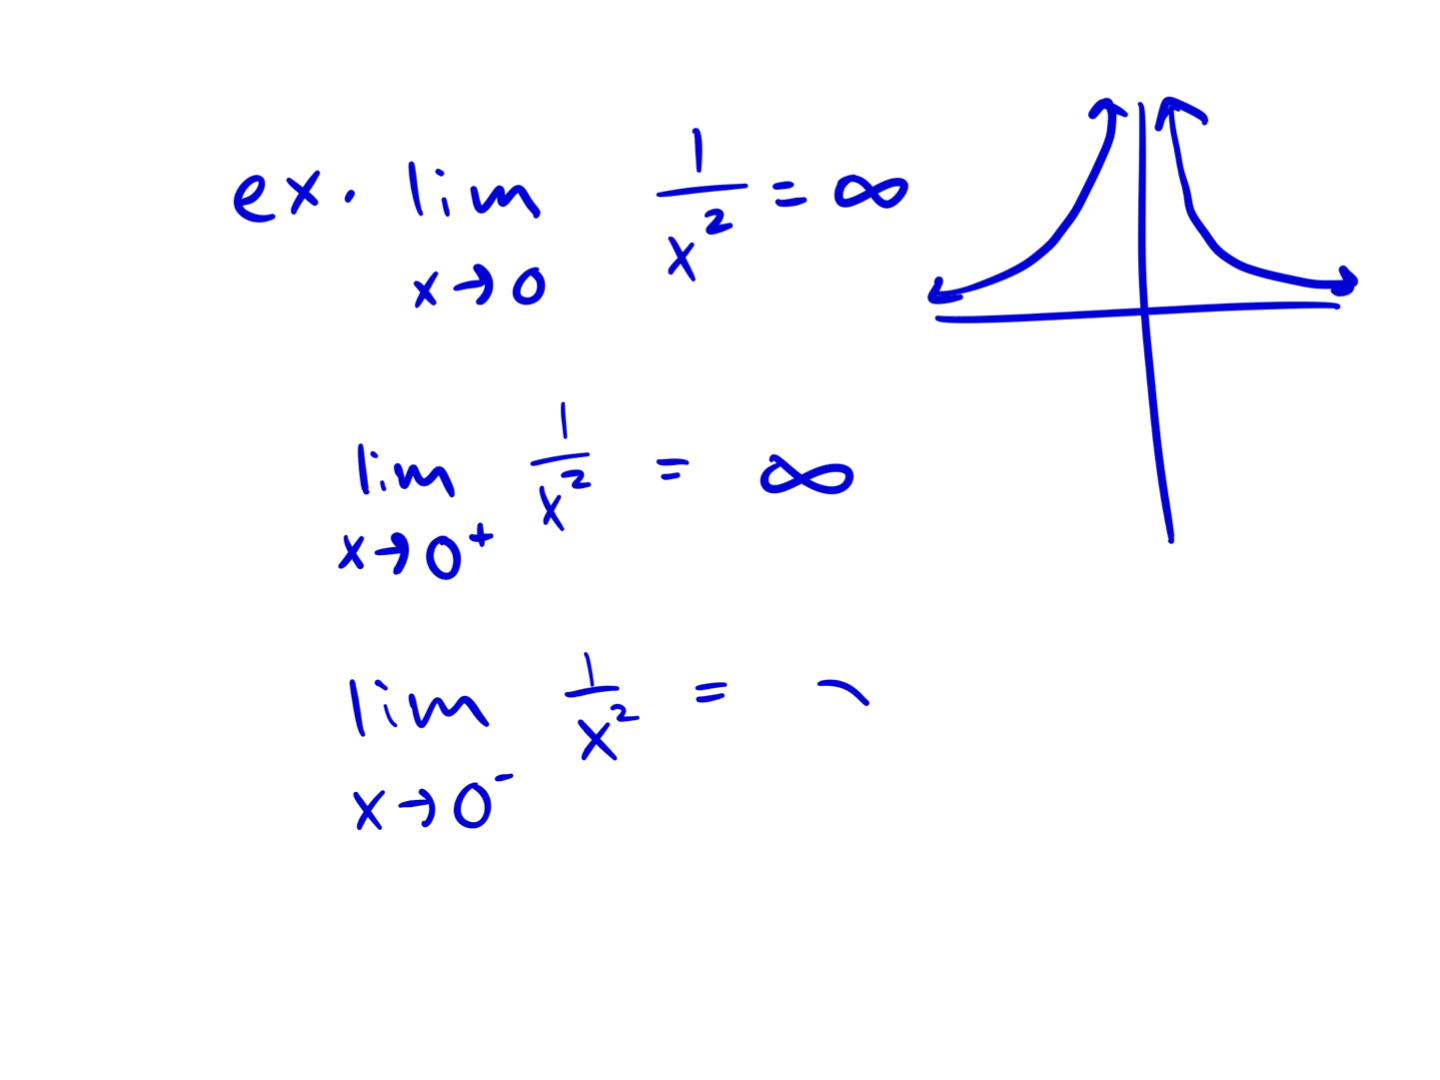 ex. lim x→0 1/x² = ∞
lim x→0⁺ 1/x² = ∞
lim x→0⁻ 1/x² =